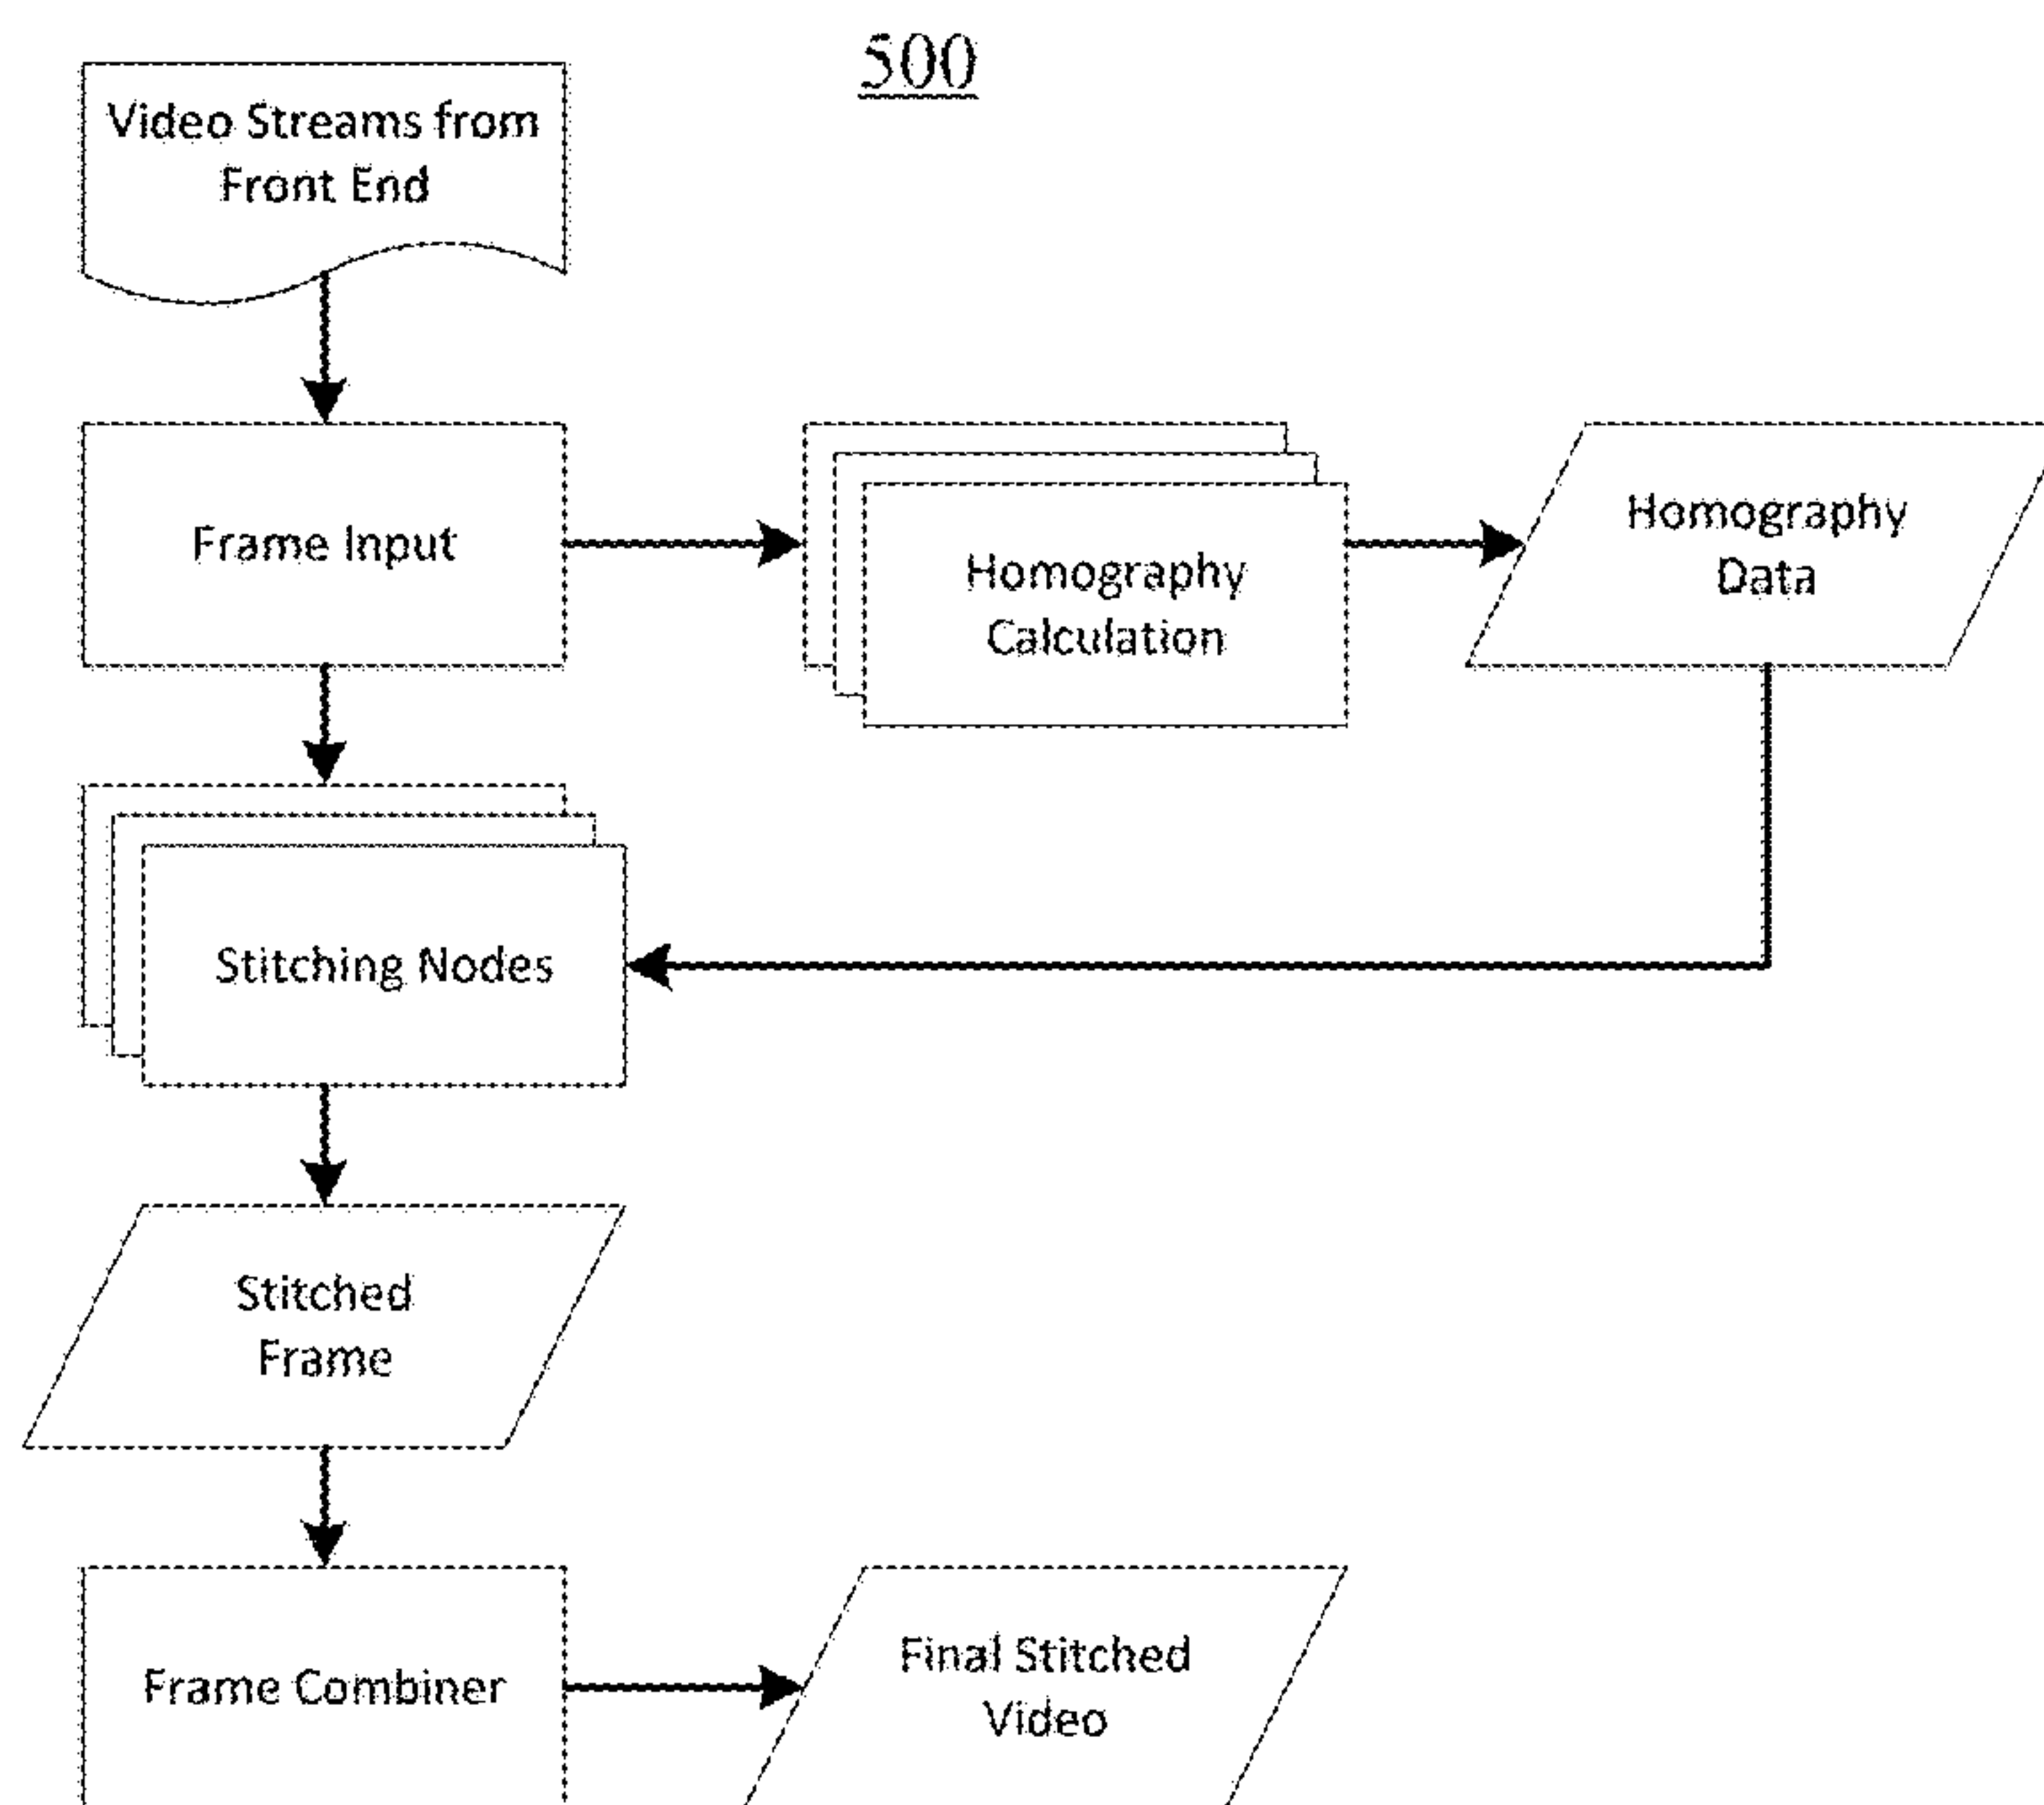 500
Video Streams from
Front End
Frame Input
Homography
Calculation
Homography
Data
Stitching Nodes
Stitched
Frame
Frame Combiner
Final Stitched
Video